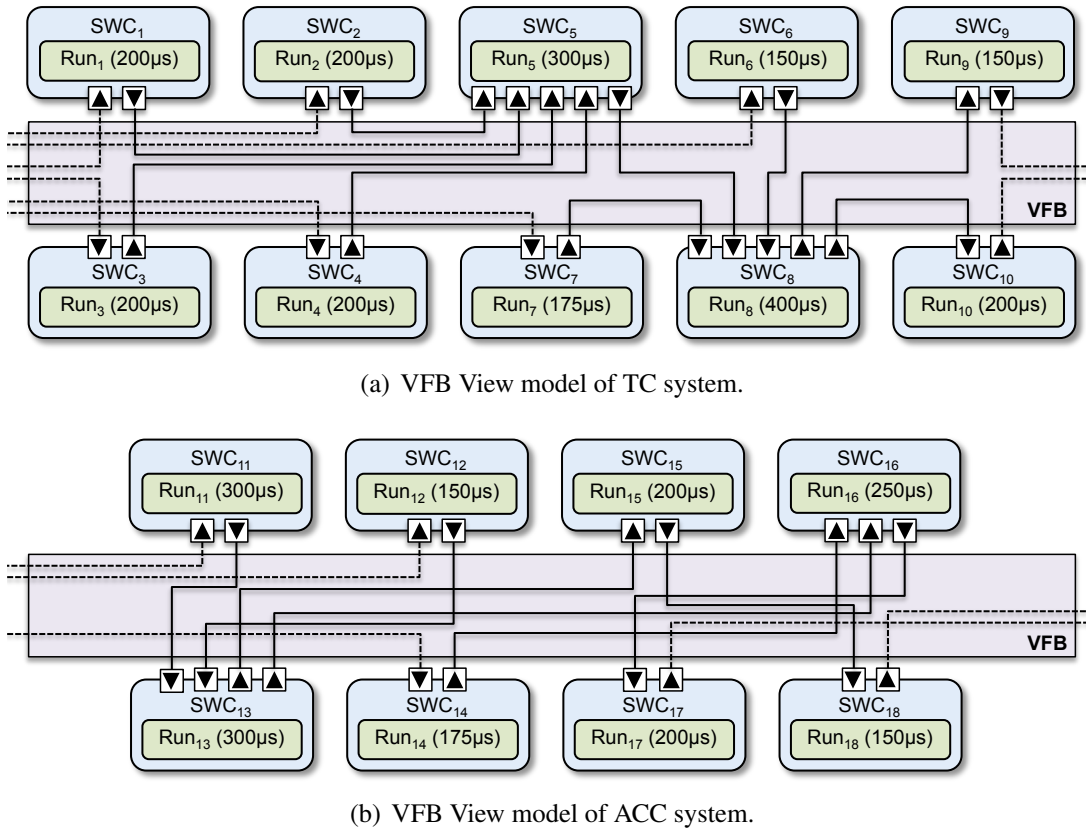 SWC1 SWC2 SWC5 SWC6 SWC9
Run1 (200µs) Run2 (200µs) Run5 (300µs) Run6 (150µs) Run9 (150µs)
VFB
SWC3 SWC4 SWC7 SWC8 SWC10
Run3 (200µs) Run4 (200µs) Run7 (175µs) Run8 (400µs) Run10 (200µs)
(a) VFB View model of TC system.
SWC11 SWC12 SWC15 SWC16
Run11 (300µs) Run12 (150µs) Run15 (200µs) Run16 (250µs)
VFB
SWC13 SWC14 SWC17 SWC18
Run13 (300µs) Run14 (175µs) Run17 (200µs) Run18 (150µs)
(b) VFB View model of ACC system.